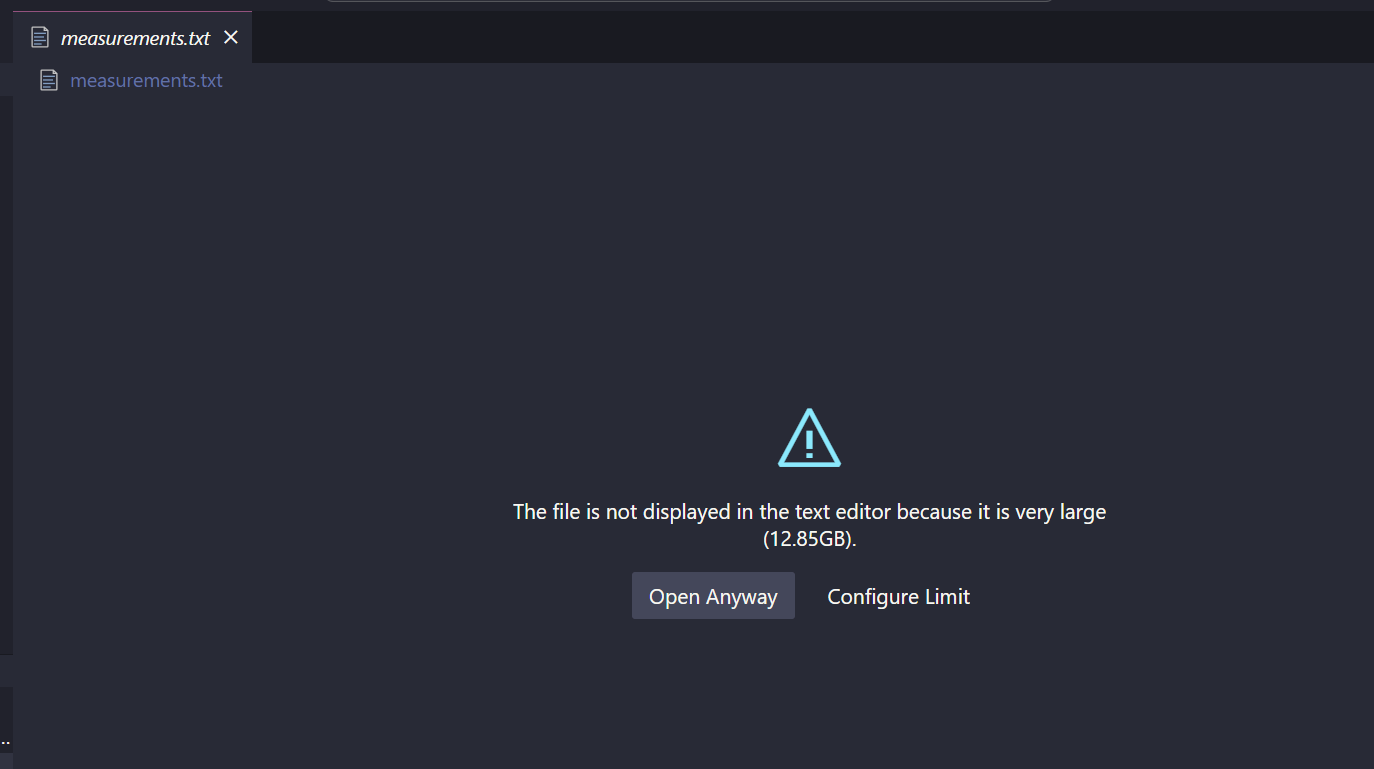 measurements.txt
measurements.txt
The file is not displayed in the text editor because it is very large
(12.85GB).
Open Anyway Configure Limit
..